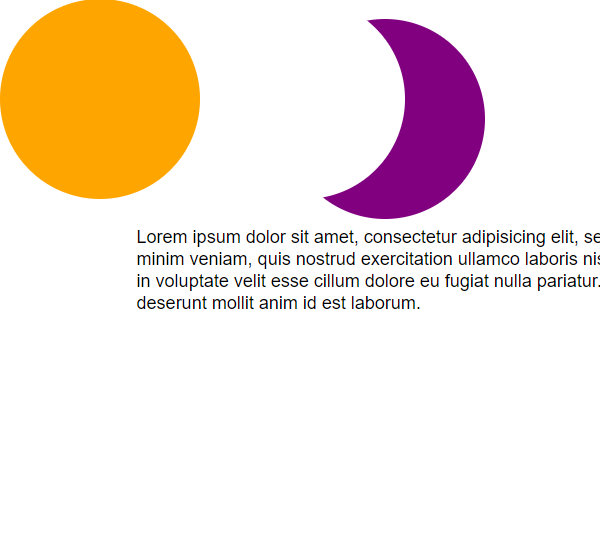 Lorem ipsum dolor sit amet, consectetur adipisicing elit, se
minim veniam, quis nostrud exercitation ullamco laboris nis
in voluptate velit esse cillum dolore eu fugiat nulla pariatur.
deserunt mollit anim id est laborum.